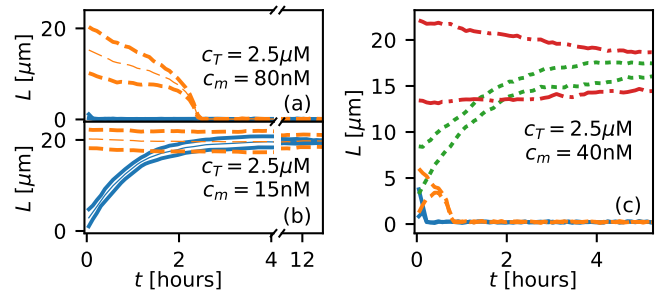 20
0
L [μm]
c_T = 2.5μM
c_m = 80nM
(a)
20
0
L [μm]
c_T = 2.5μM
c_m = 15nM
(b)
0 2 4 12
t [hours]
20
15
10
5
0
L [μm]
c_T = 2.5μM
c_m = 40nM
(c)
0 2 4
t [hours]